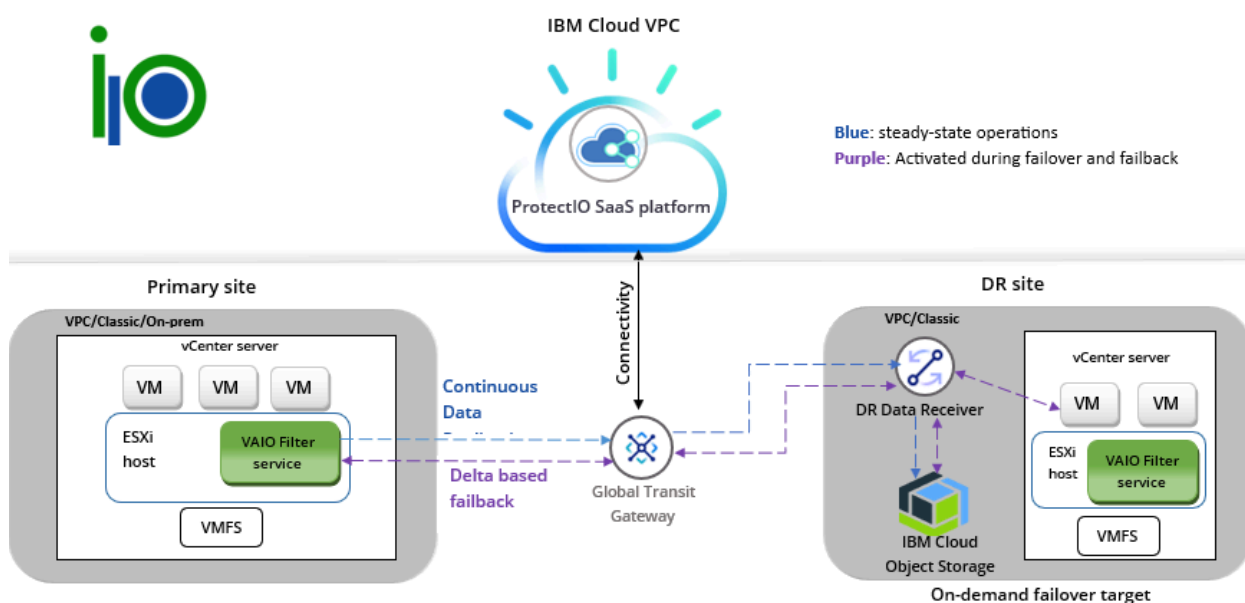 IBM Cloud VPC
ProtectIO SaaS platform
Blue: steady-state operations
Purple: Activated during failover and failback
Primary site
VPC/Classic/On-prem
vCenter server
VM
VM
VM
ESXi
host
VAIO Filter
service
VMFS
Continuous
Data
Delta based
failback
Connectivity
Global Transit
Gateway
DR site
VPC/Classic
DR Data Receiver
IBM Cloud
Object Storage
vCenter server
VM
VM
ESXi
host
VAIO Filter
service
VMFS
On-demand failover target